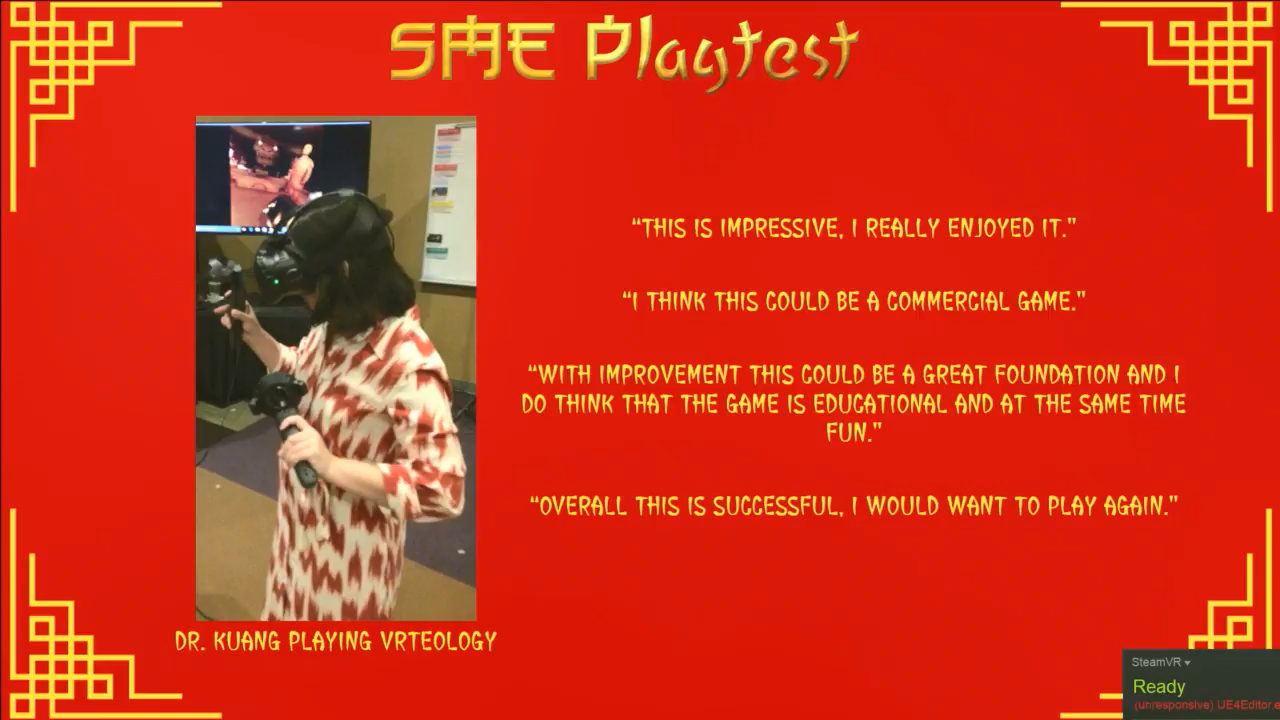 SME Playtest
"THIS IS IMPRESSIVE, I REALLY ENJOYED IT."
"I THINK THIS COULD BE A COMMERCIAL GAME."
"WITH IMPROVEMENT THIS COULD BE A GREAT FOUNDATION AND I
DO THINK THAT THE GAME IS EDUCATIONAL AND AT THE SAME TIME
FUN."
"OVERALL THIS IS SUCCESSFUL, I WOULD WANT TO PLAY AGAIN."
DR. KUANG PLAYING VRTEOLOGY
SteamVR
Ready
(unresponsive) UE4Editor.e